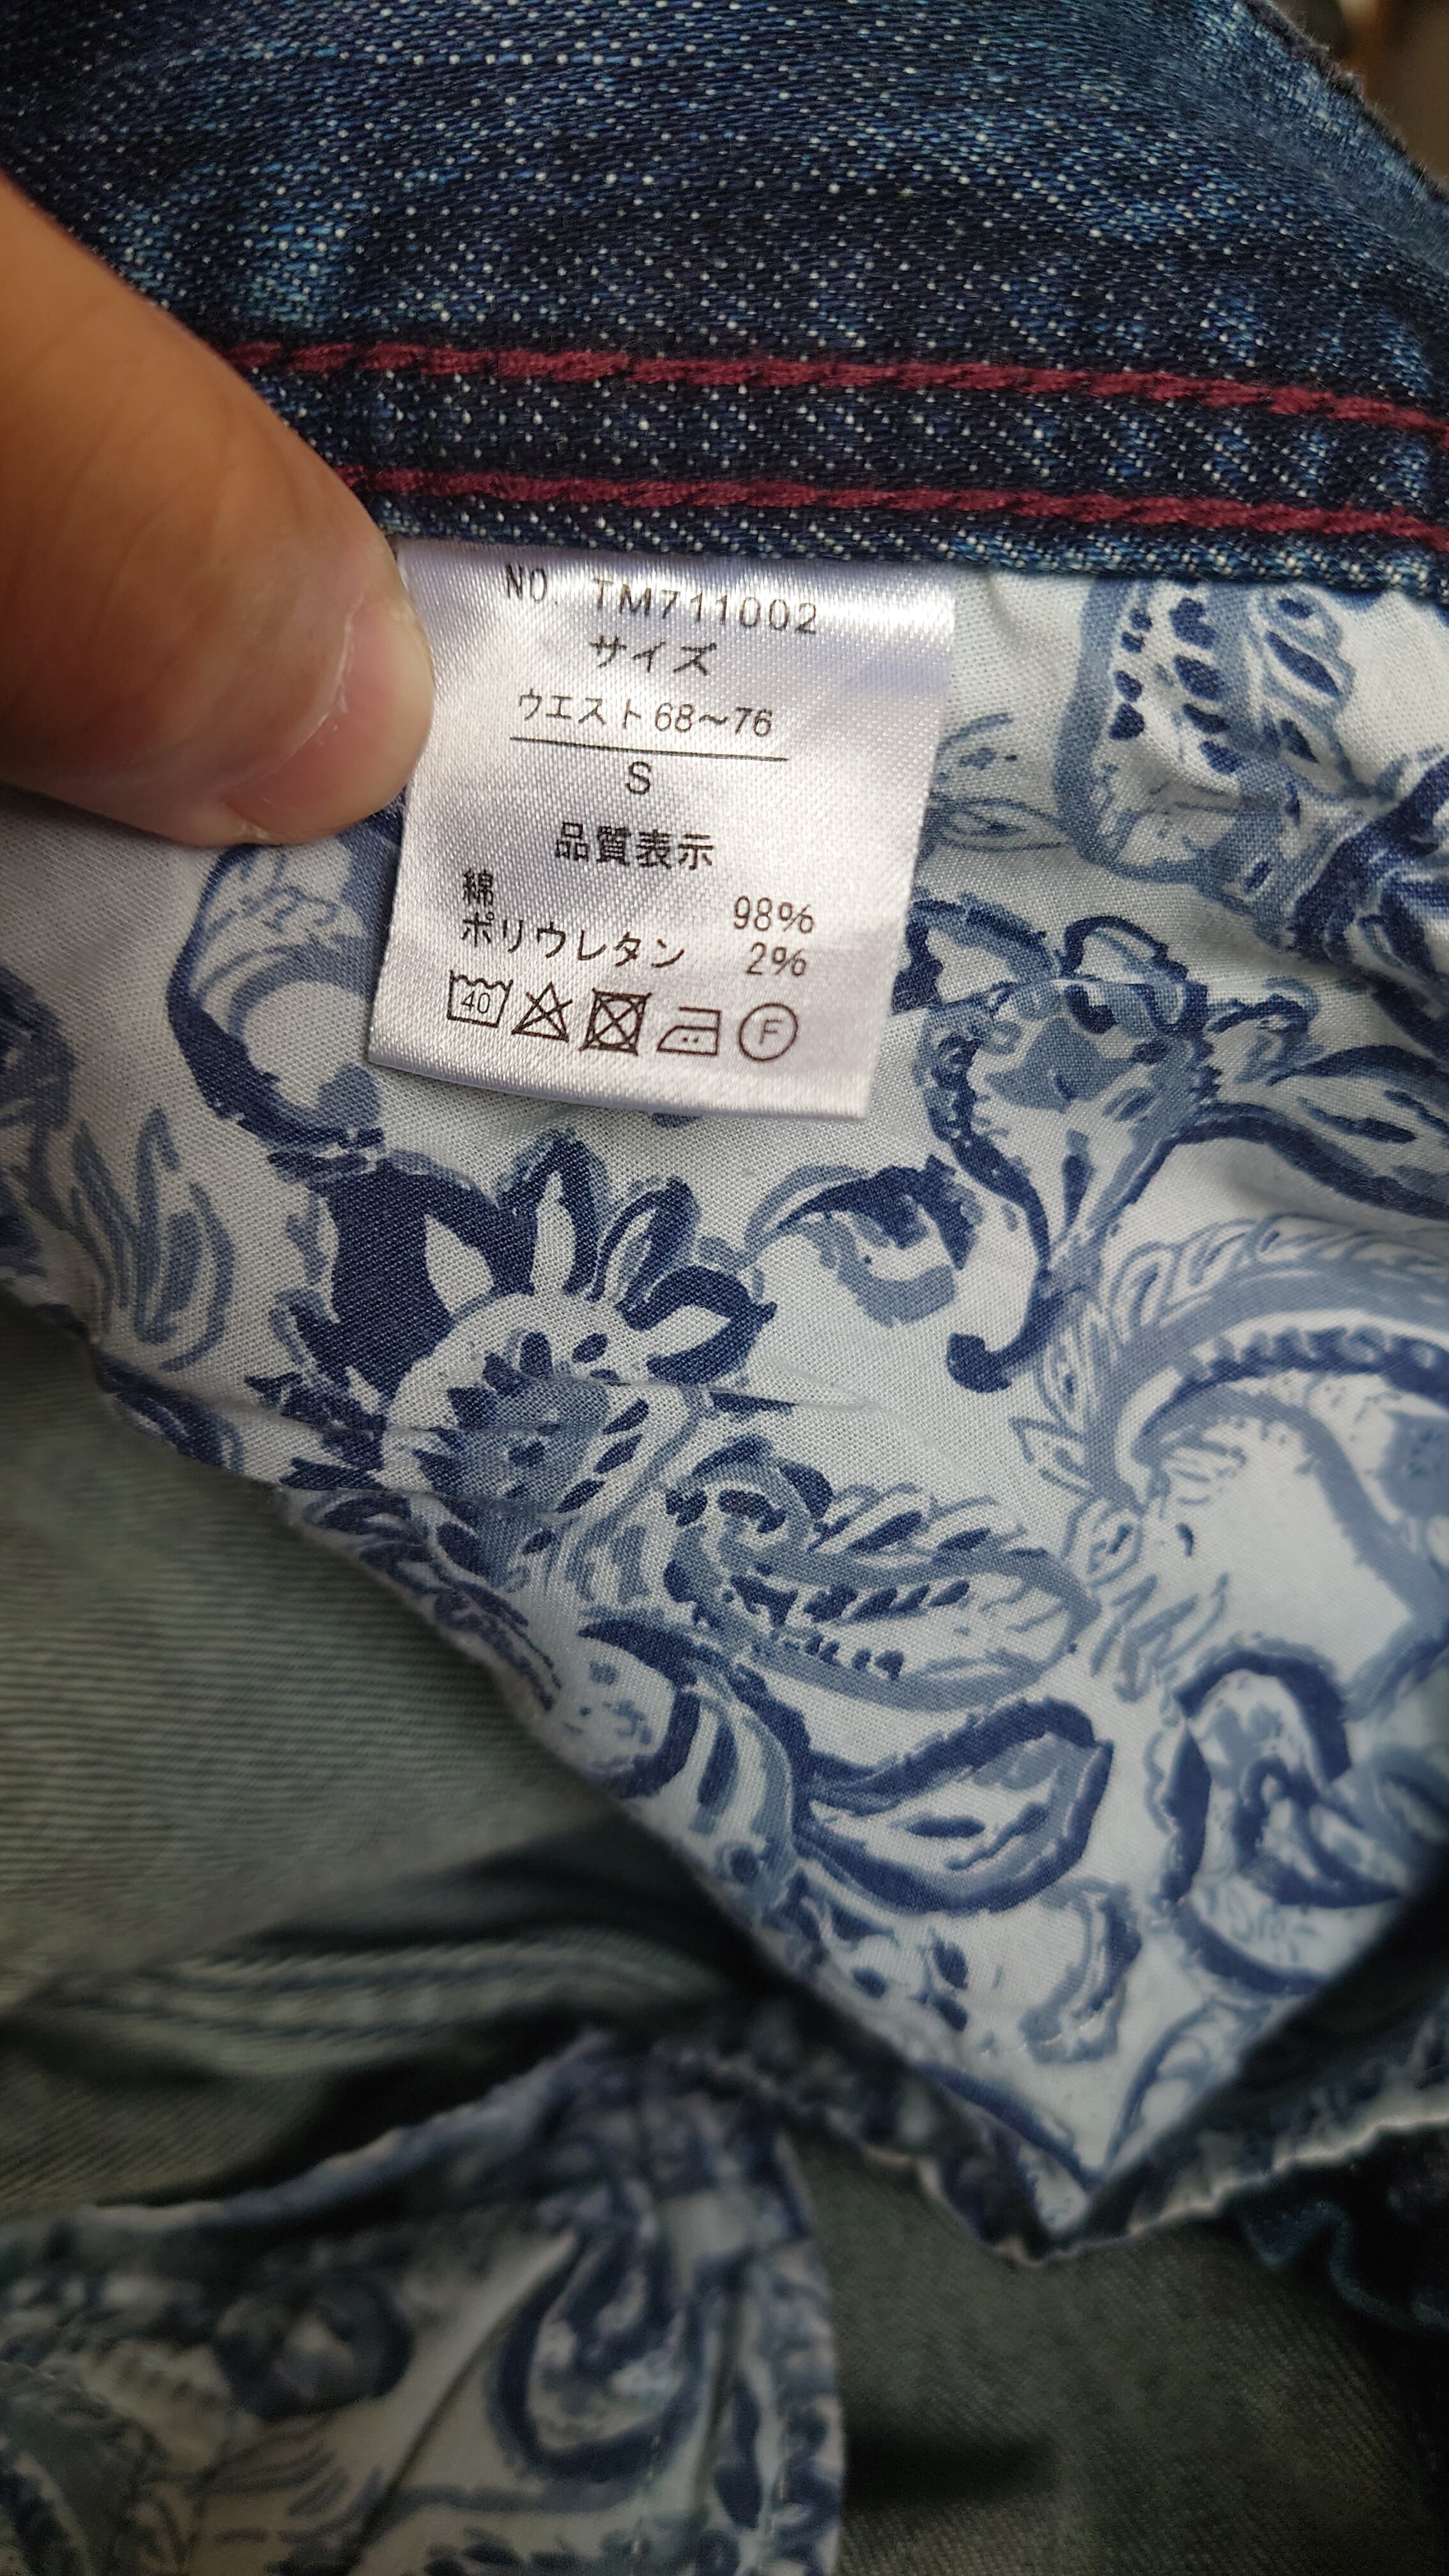 NO. TM711002
サイズ
ウエスト68〜76
S
品質表示
綿 98%
ポリウレタン 2%
40 F